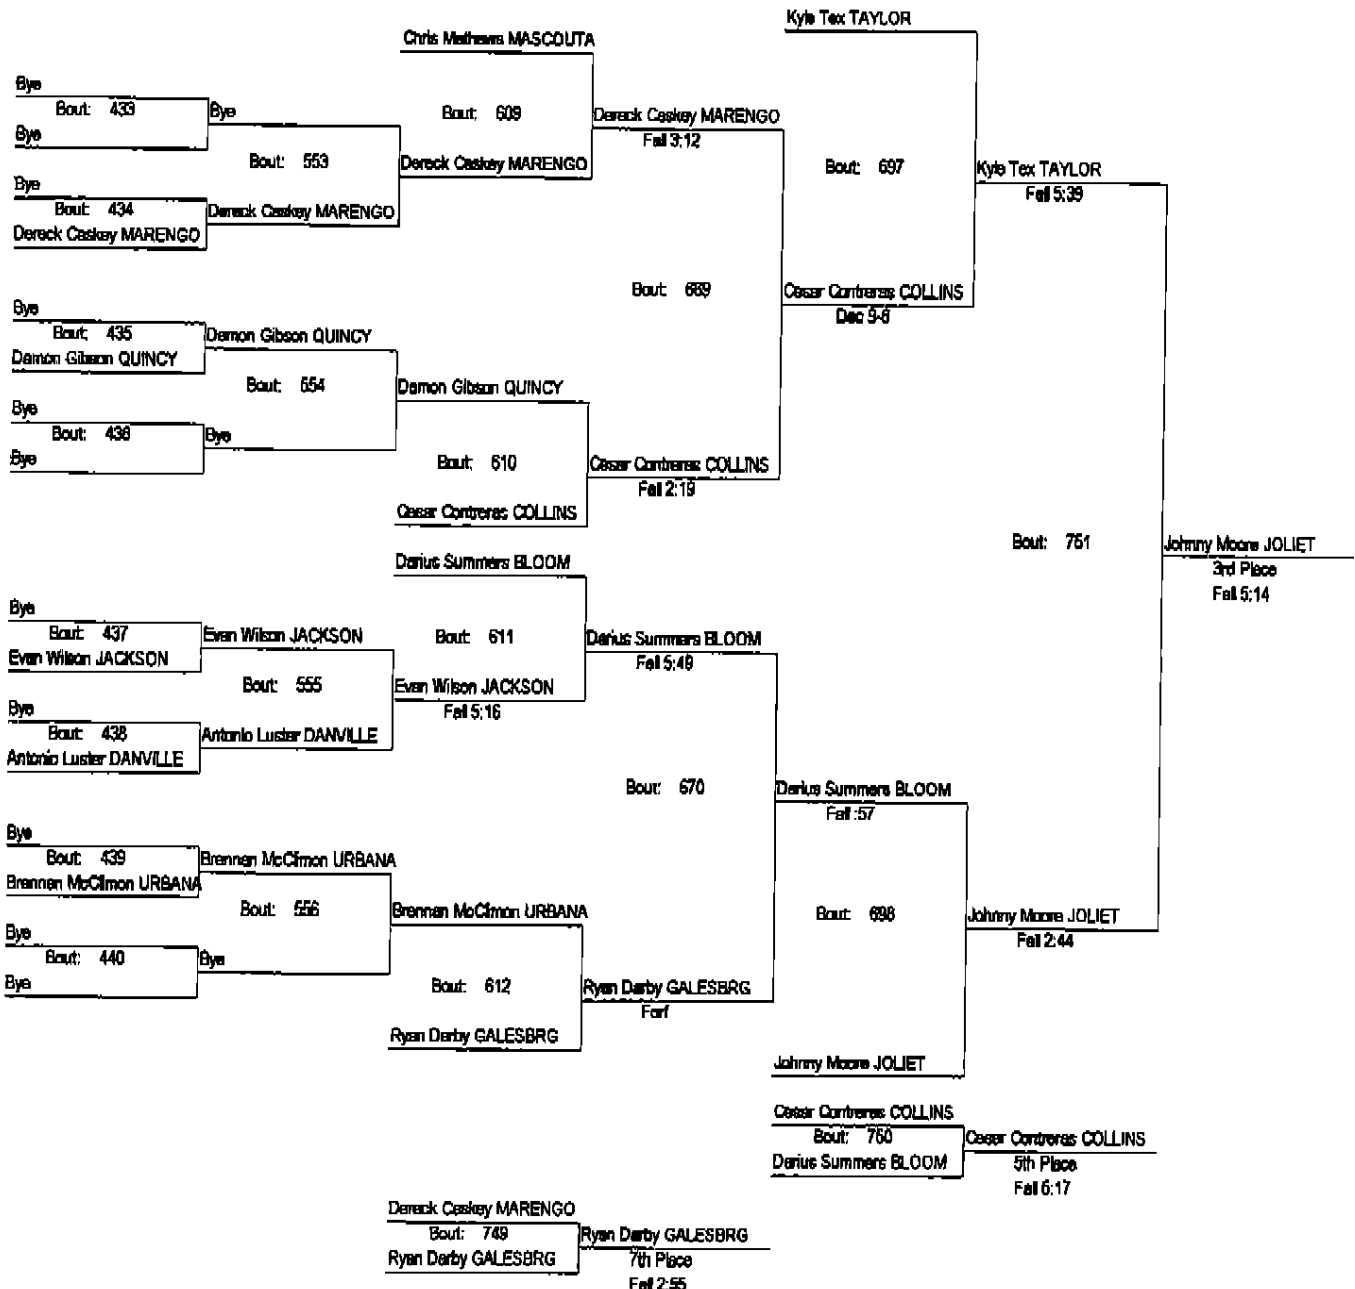 Kyle Tex TAYLOR
Chris Mathews MASCOUTA
Bye
Bout: 433
Bye
Bye
Bout: 609
Dereck Caskey MARENGO
Fall 3:12
Bout: 553
Dereck Caskey MARENGO
Bout: 697
Kyle Tex TAYLOR
Fall 5:39
Bye
Bout: 434
Dereck Caskey MARENGO
Dereck Caskey MARENGO
Bout: 669
Cesar Contreras COLLINS
Dec 9-6
Bye
Bout: 435
Damon Gibson QUINCY
Damon Gibson QUINCY
Bout: 554
Damon Gibson QUINCY
Bye
Bout: 436
Bye
Bye
Bout: 610
Cesar Contreras COLLINS
Fall 2:19
Cesar Contreras COLLINS
Bout: 751
Johnny Moore JOLIET
3rd Place
Fall 5:14
Darius Summers BLOOM
Bye
Bout: 437
Evan Wilson JACKSON
Evan Wilson JACKSON
Bout: 611
Darius Summers BLOOM
Fall 5:49
Bout: 555
Evan Wilson JACKSON
Fall 5:16
Bye
Bout: 438
Antonio Luster DANVILLE
Antonio Luster DANVILLE
Bout: 670
Darius Summers BLOOM
Fall :57
Bye
Bout: 439
Brennan McClimon URBANA
Brennan McClimon URBANA
Bout: 556
Brennan McClimon URBANA
Bout: 698
Johnny Moore JOLIET
Fall 2:44
Bye
Bout: 440
Bye
Bye
Bout: 612
Ryan Darby GALESBRG
Forf
Ryan Darby GALESBRG
Johnny Moore JOLIET
Cesar Contreras COLLINS
Bout: 750
Darius Summers BLOOM
Cesar Contreras COLLINS
5th Place
Fall 5:17
Dereck Caskey MARENGO
Bout: 749
Ryan Darby GALESBRG
Ryan Darby GALESBRG
7th Place
Fall 2:55